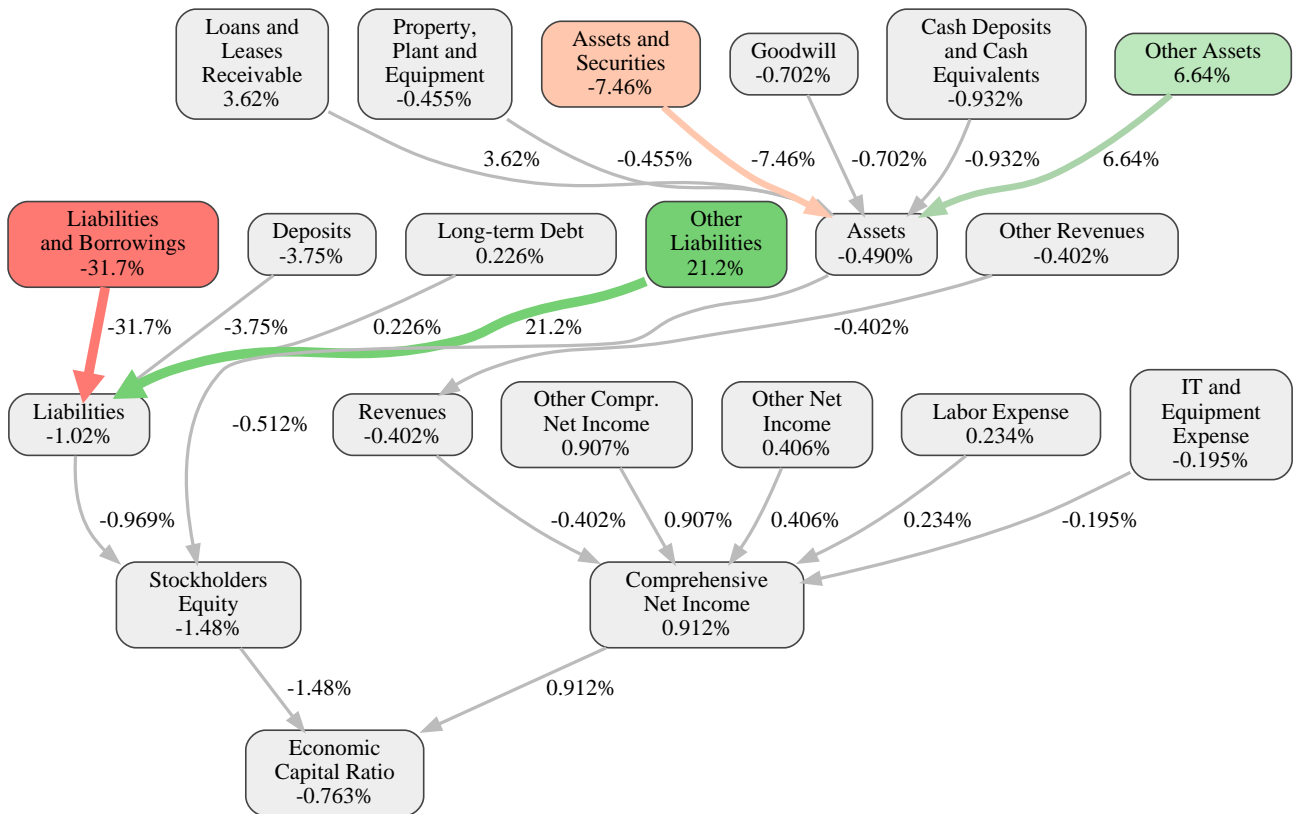 Loans and
Leases
Receivable
3.62%
Property,
Plant and
Equipment
-0.455%
Assets and
Securities
-7.46%
Goodwill
-0.702%
Cash Deposits
and Cash
Equivalents
-0.932%
Other Assets
6.64%
3.62%
-0.455%
-7.46%
-0.702%
-0.932%
6.64%
Liabilities
and Borrowings
-31.7%
Deposits
-3.75%
Long-term Debt
0.226%
Other
Liabilities
21.2%
Assets
-0.490%
Other Revenues
-0.402%
-31.7%
-3.75%
0.226%
21.2%
-0.402%
Liabilities
-1.02%
-0.512%
Revenues
-0.402%
Other Compr.
Net Income
0.907%
Other Net
Income
0.406%
Labor Expense
0.234%
IT and
Equipment
Expense
-0.195%
-0.969%
-0.402%
0.907%
0.406%
0.234%
-0.195%
Stockholders
Equity
-1.48%
Comprehensive
Net Income
0.912%
-1.48%
0.912%
Economic
Capital Ratio
-0.763%